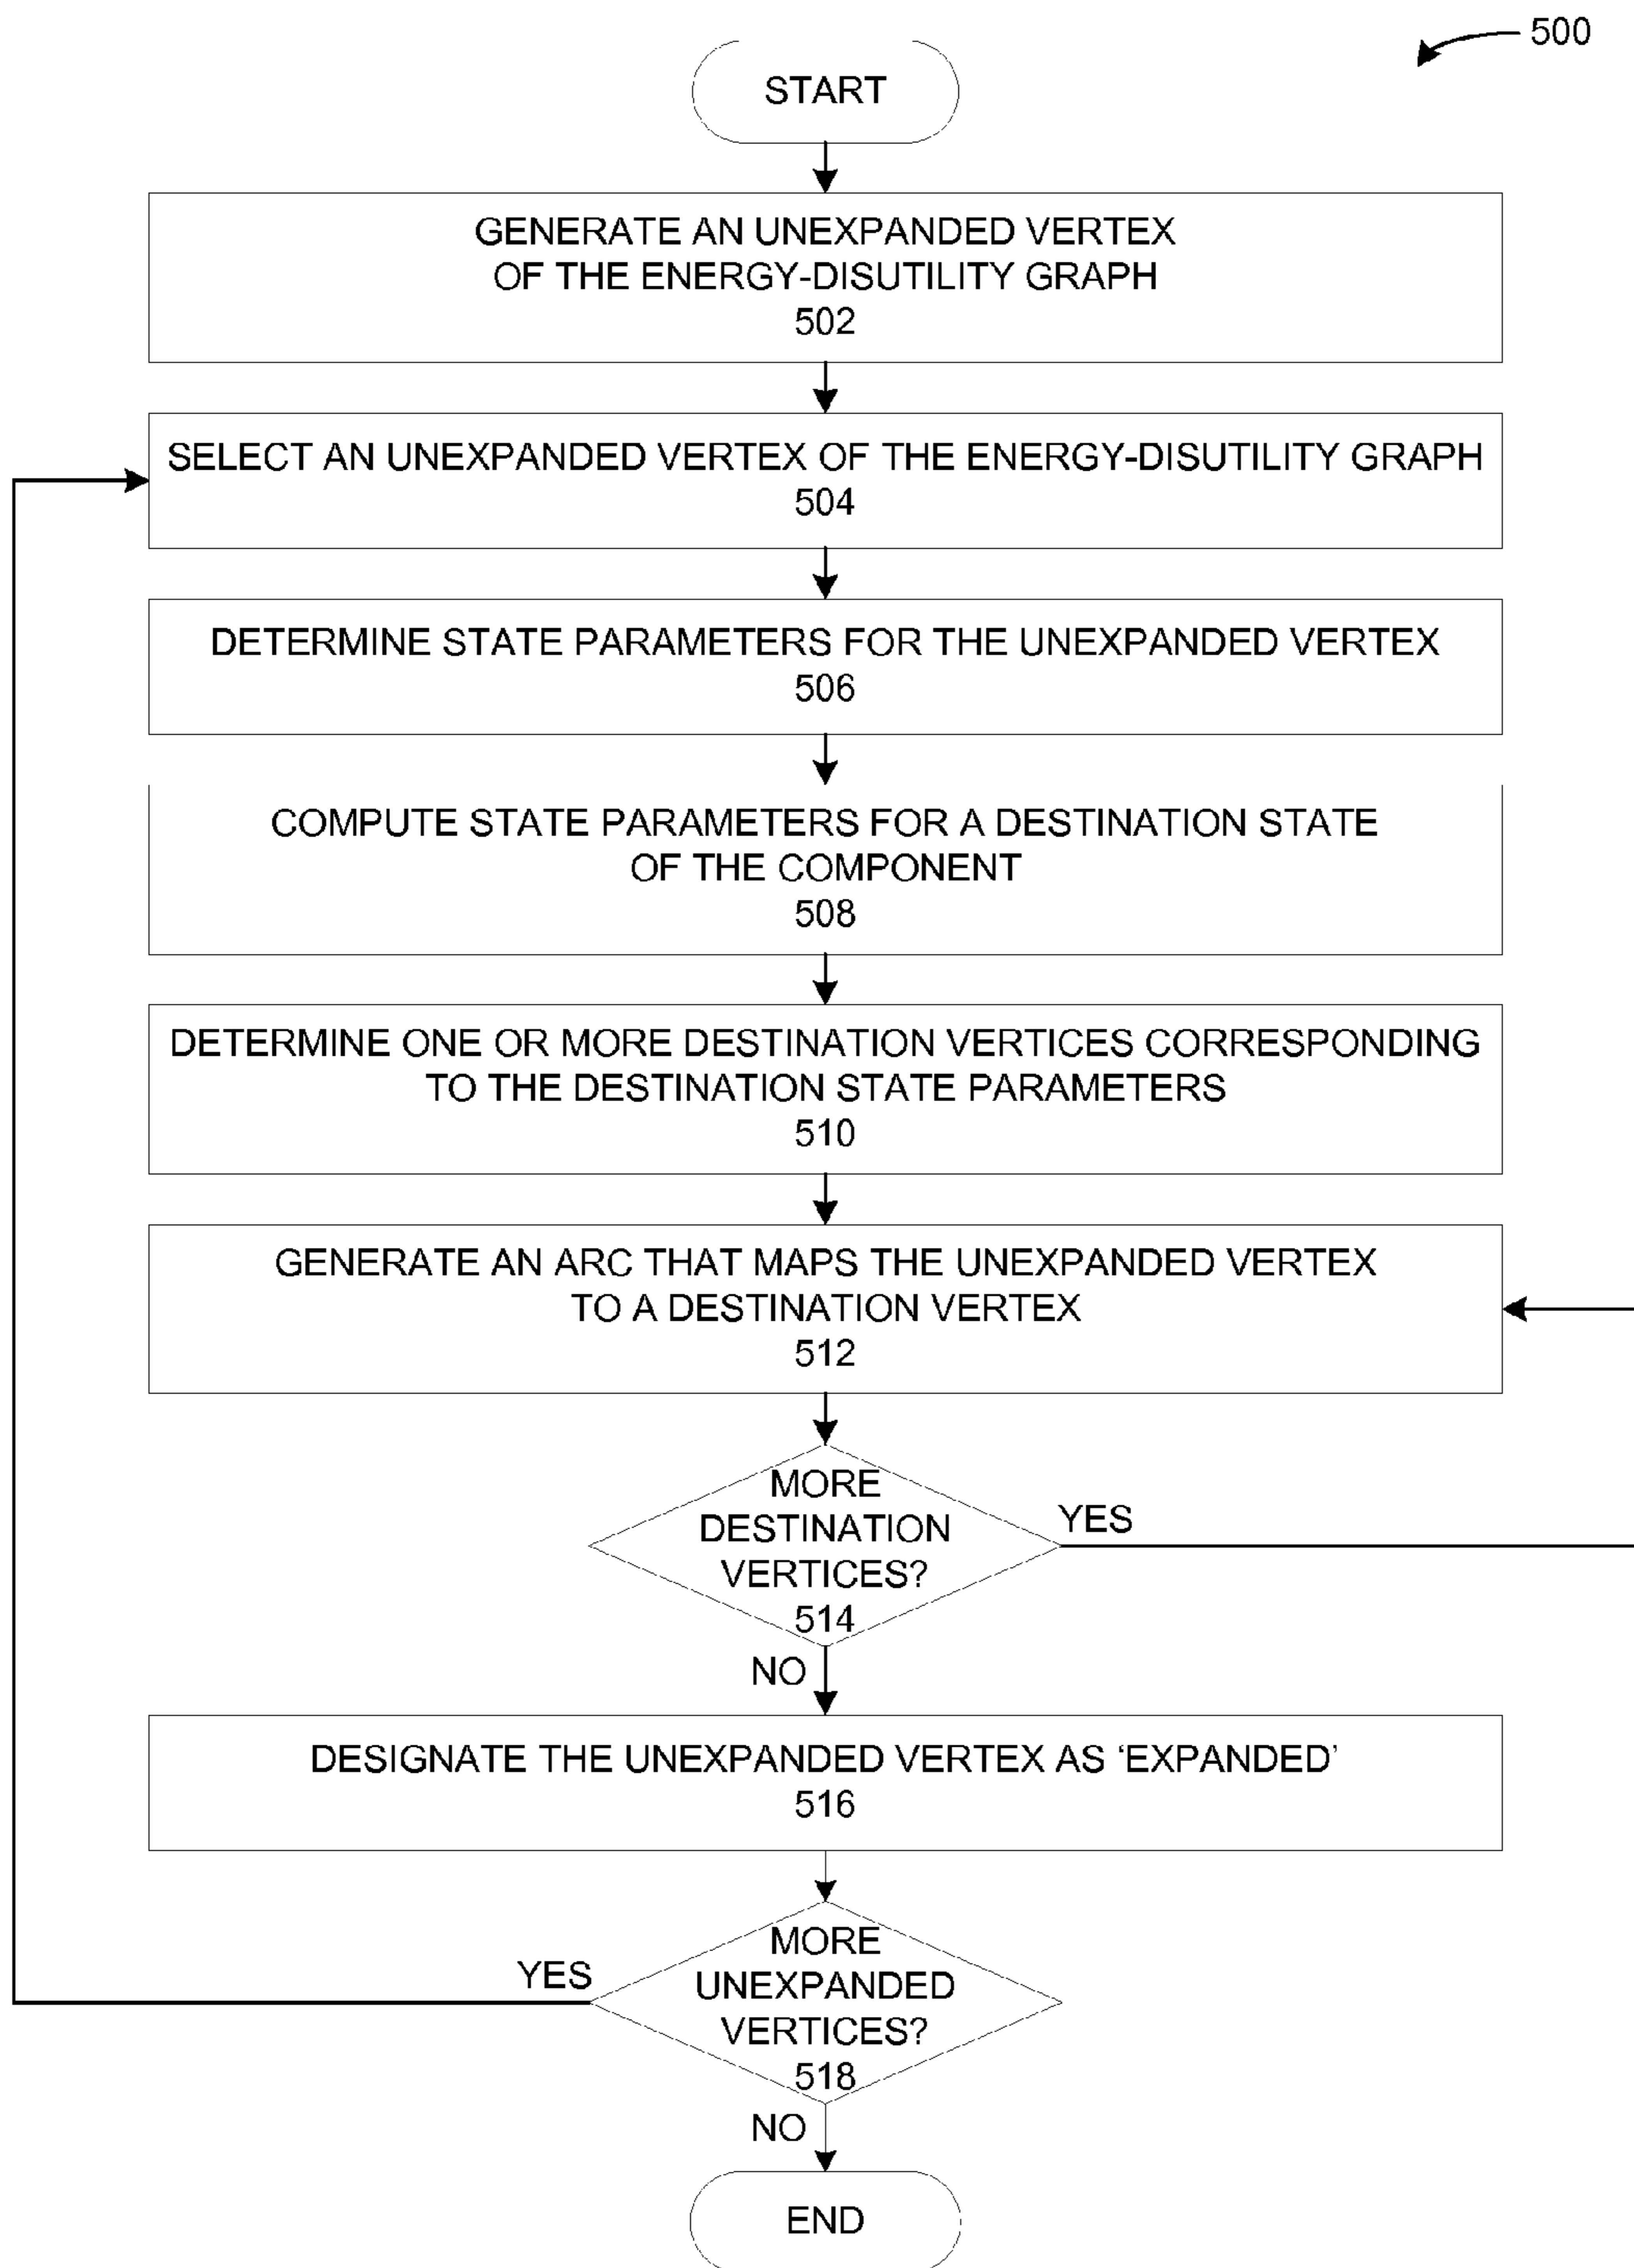 500
START
GENERATE AN UNEXPANDED VERTEX
OF THE ENERGY-DISUTILITY GRAPH
502
SELECT AN UNEXPANDED VERTEX OF THE ENERGY-DISUTILITY GRAPH
504
DETERMINE STATE PARAMETERS FOR THE UNEXPANDED VERTEX
506
COMPUTE STATE PARAMETERS FOR A DESTINATION STATE
OF THE COMPONENT
508
DETERMINE ONE OR MORE DESTINATION VERTICES CORRESPONDING
TO THE DESTINATION STATE PARAMETERS
510
GENERATE AN ARC THAT MAPS THE UNEXPANDED VERTEX
TO A DESTINATION VERTEX
512
MORE
DESTINATION
VERTICES?
514
YES
NO
DESIGNATE THE UNEXPANDED VERTEX AS ‘EXPANDED’
516
MORE
UNEXPANDED
VERTICES?
518
YES
NO
END